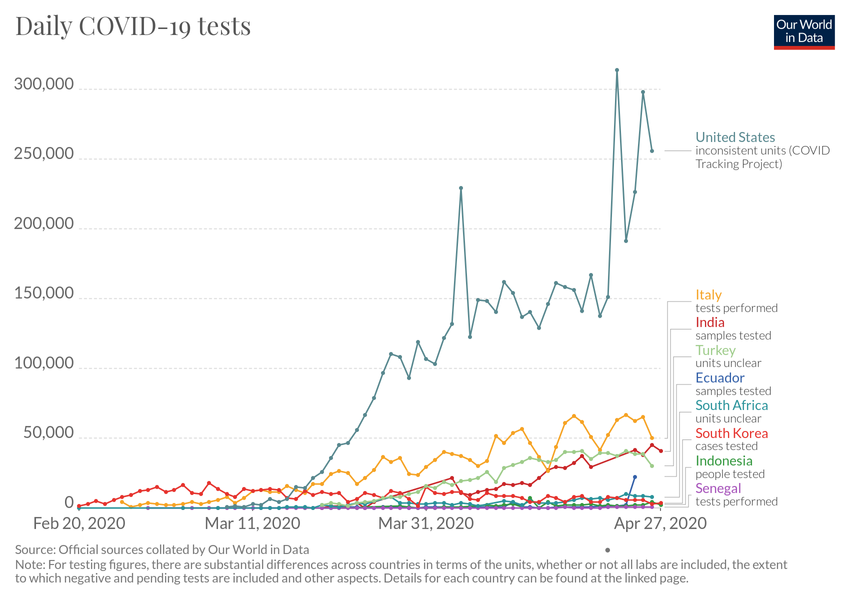 Daily COVID-19 tests
Our World
in Data
300,000
250,000
200,000
150,000
100,000
50,000
0
Feb 20, 2020
Mar 11, 2020
Mar 31, 2020
Apr 27, 2020
United States
inconsistent units (COVID
Tracking Project)
Italy
tests performed
India
samples tested
Turkey
units unclear
Ecuador
samples tested
South Africa
units unclear
South Korea
cases tested
Indonesia
people tested
Senegal
tests performed
Source: Official sources collated by Our World in Data
Note: For testing figures, there are substantial differences across countries in terms of the units, whether or not all labs are included, the extent
to which negative and pending tests are included and other aspects. Details for each country can be found at the linked page.